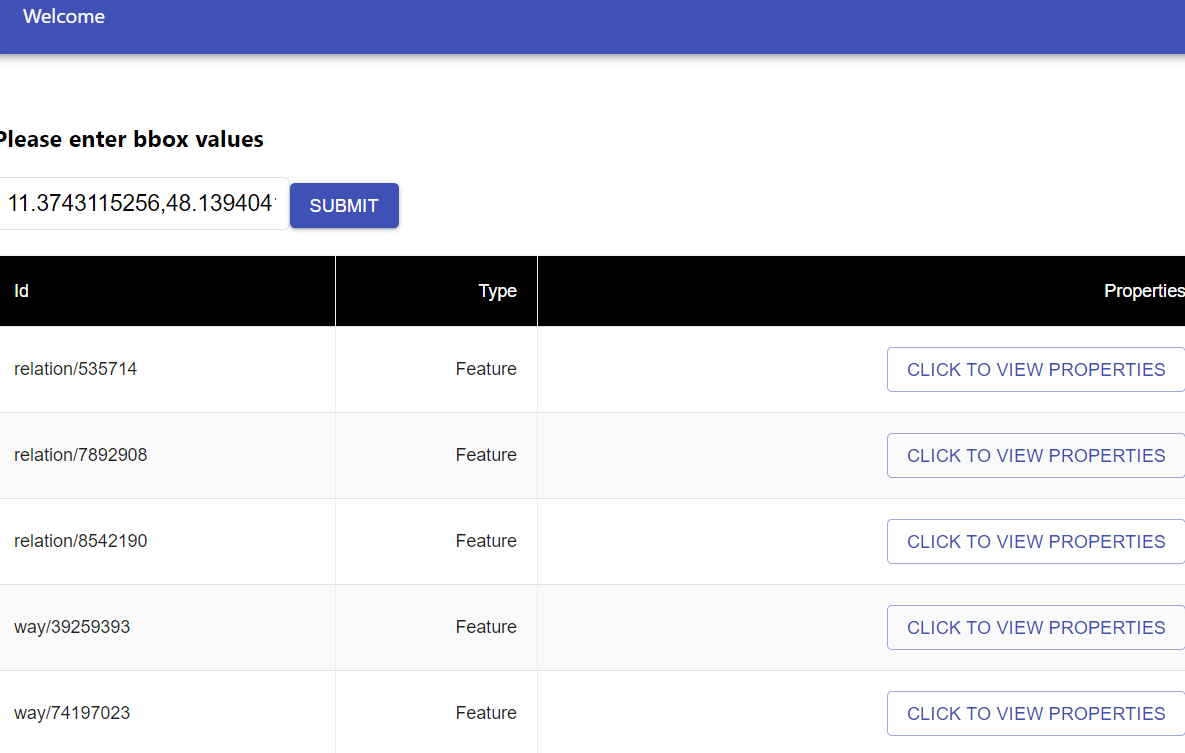 Welcome
Please enter bbox values
11.3743115256,48.1394041
SUBMIT
Id Type Properties
relation/535714 Feature CLICK TO VIEW PROPERTIES
relation/7892908 Feature CLICK TO VIEW PROPERTIES
relation/8542190 Feature CLICK TO VIEW PROPERTIES
way/39259393 Feature CLICK TO VIEW PROPERTIES
way/74197023 Feature CLICK TO VIEW PROPERTIES